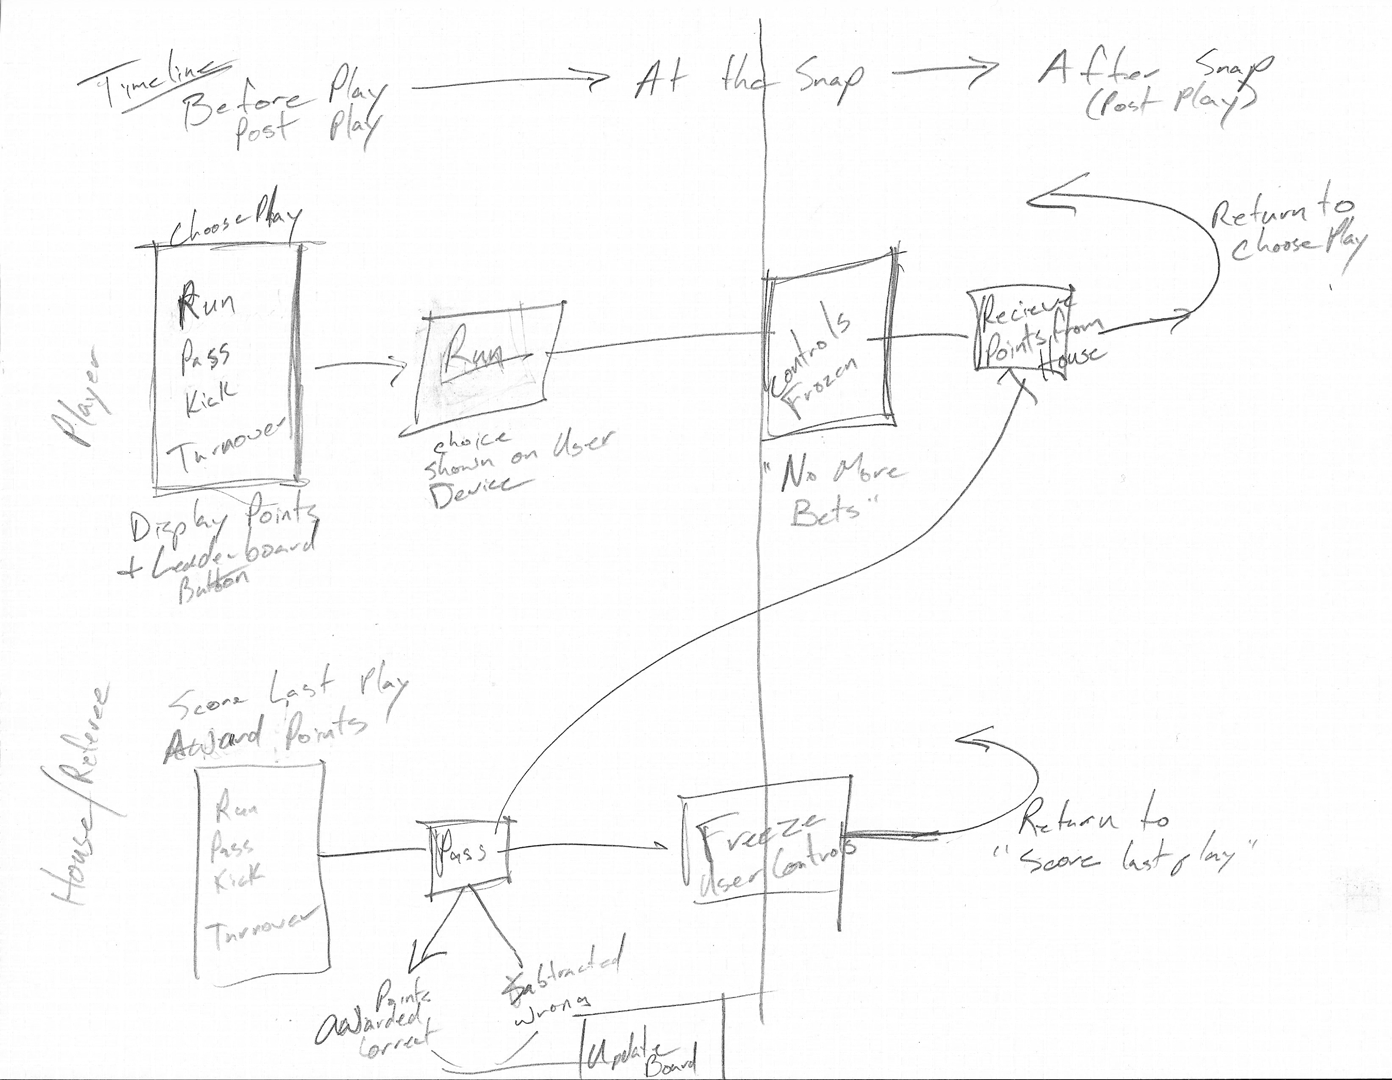 Timeline
Before Play
Post Play
At the Snap
After Snap
(Post Play)
Player
Choose Play
Run
Pass
Kick
Turnover
Display Points
+ Leaderboard
Button
Run
choice
shown on User
Device
Controls
Frozen
"No More
Bets"
Recieve
Points from
House
Return to
Choose Play
House/Referee
Score Last Play
Award Points
Run
Pass
Kick
Turnover
Pass
Points
Awarded
Correct
Subtracted
Wrong
Update
Board
Freeze
User Controls
Return to
"Score last play"